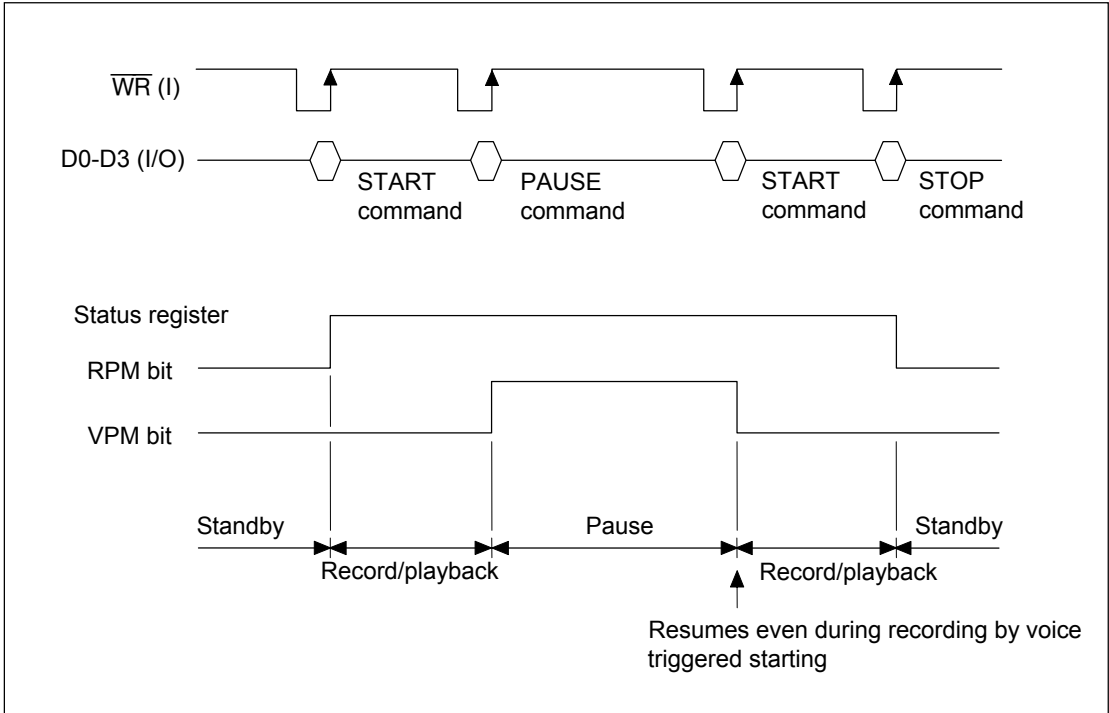 WR (I)
D0-D3 (I/O)
START
command
PAUSE
command
START
command
STOP
command
Status register
RPM bit
VPM bit
Standby
Pause
Standby
Record/playback
Record/playback
Resumes even during recording by voice
triggered starting